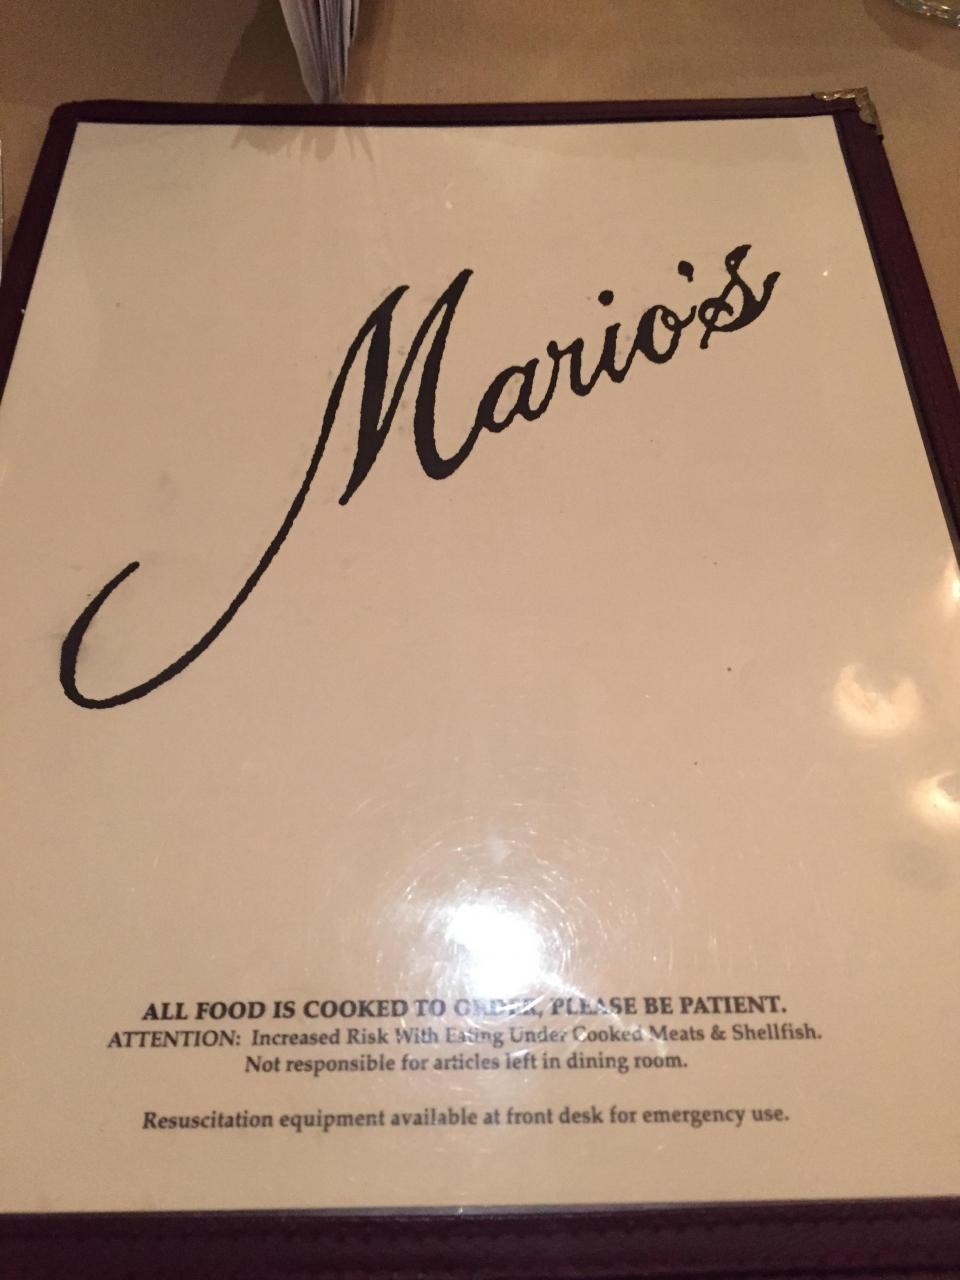 Mario's
ALL FOOD IS COOKED TO ORDER, PLEASE BE PATIENT.
ATTENTION: Increased Risk With Eating Under Cooked Meats & Shellfish.
Not responsible for articles left in dining room.
Resuscitation equipment available at front desk for emergency use.